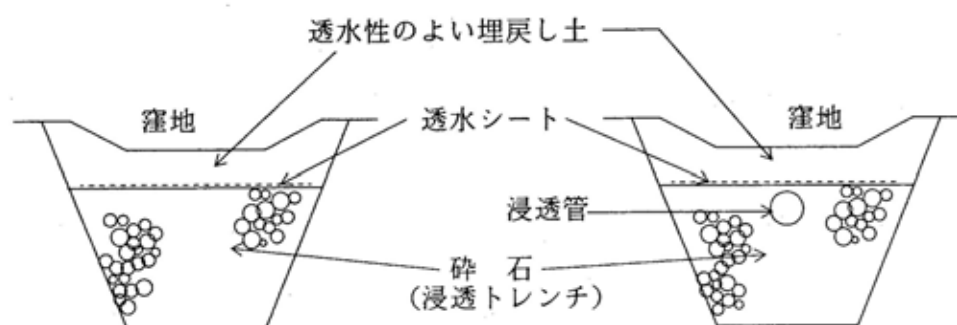 透水性のよい埋戻し土
窪地
透水シート
窪地
浸透管
砕 石
(浸透トレンチ)